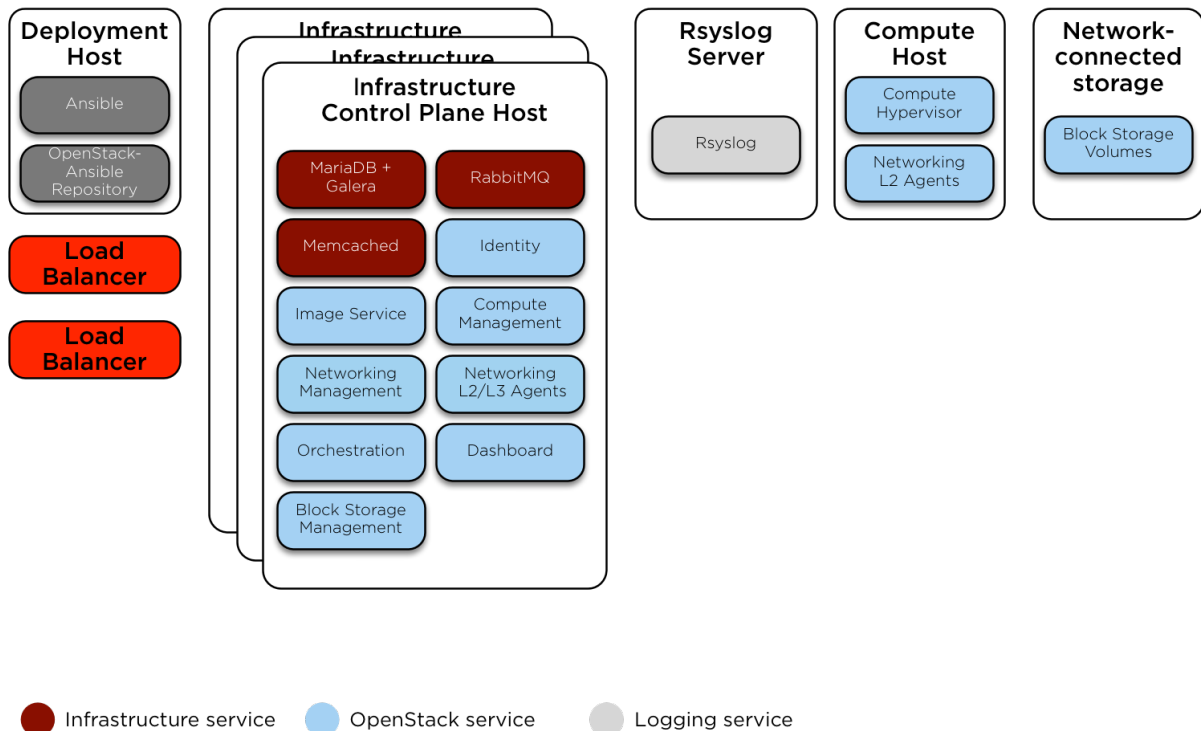 Deployment
Host
Ansible
OpenStack-
Ansible
Repository
Load
Balancer
Load
Balancer
Infrastructure
Infrastructure
Infrastructure
Control Plane Host
MariaDB +
Galera
RabbitMQ
Memcached
Identity
Image Service
Compute
Management
Networking
Management
Networking
L2/L3 Agents
Orchestration
Dashboard
Block Storage
Management
Rsyslog
Server
Rsyslog
Compute
Host
Compute
Hypervisor
Networking
L2 Agents
Network-
connected
storage
Block Storage
Volumes
Infrastructure service
OpenStack service
Logging service